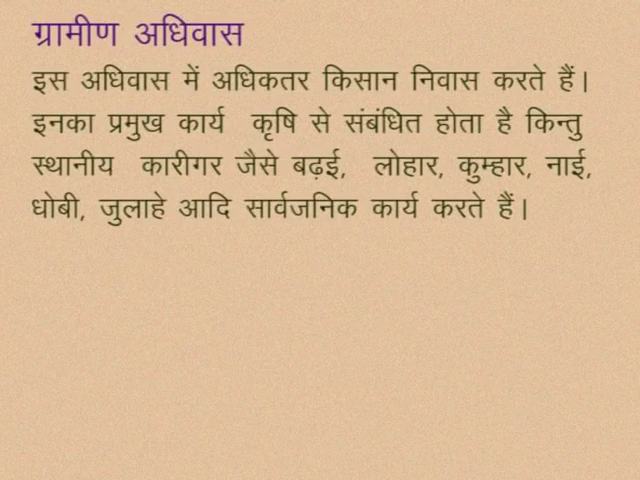 ग्रामीण अधिवास
इस अधिवास में अधिकतर किसान निवास करते हैं।
इनका प्रमुख कार्य कृषि से संबंधित होता है किन्तु
स्थानीय कारीगर जैसे बढ़ई, लोहार, कुम्हार, नाई,
धोबी, जुलाहे आदि सार्वजनिक कार्य करते हैं।